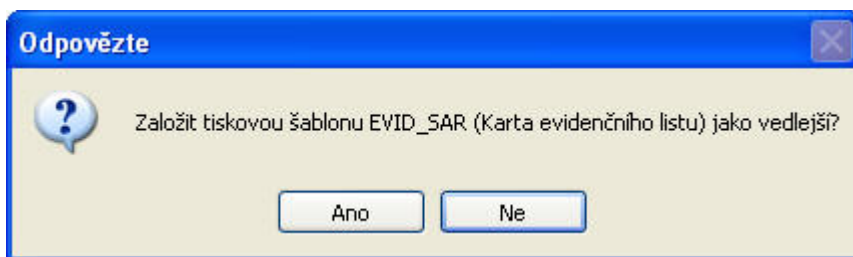 Odpovězte
Založit tiskovou šablonu EVID_SAR (Karta evidenčního listu) jako vedlejší?
Ano
Ne